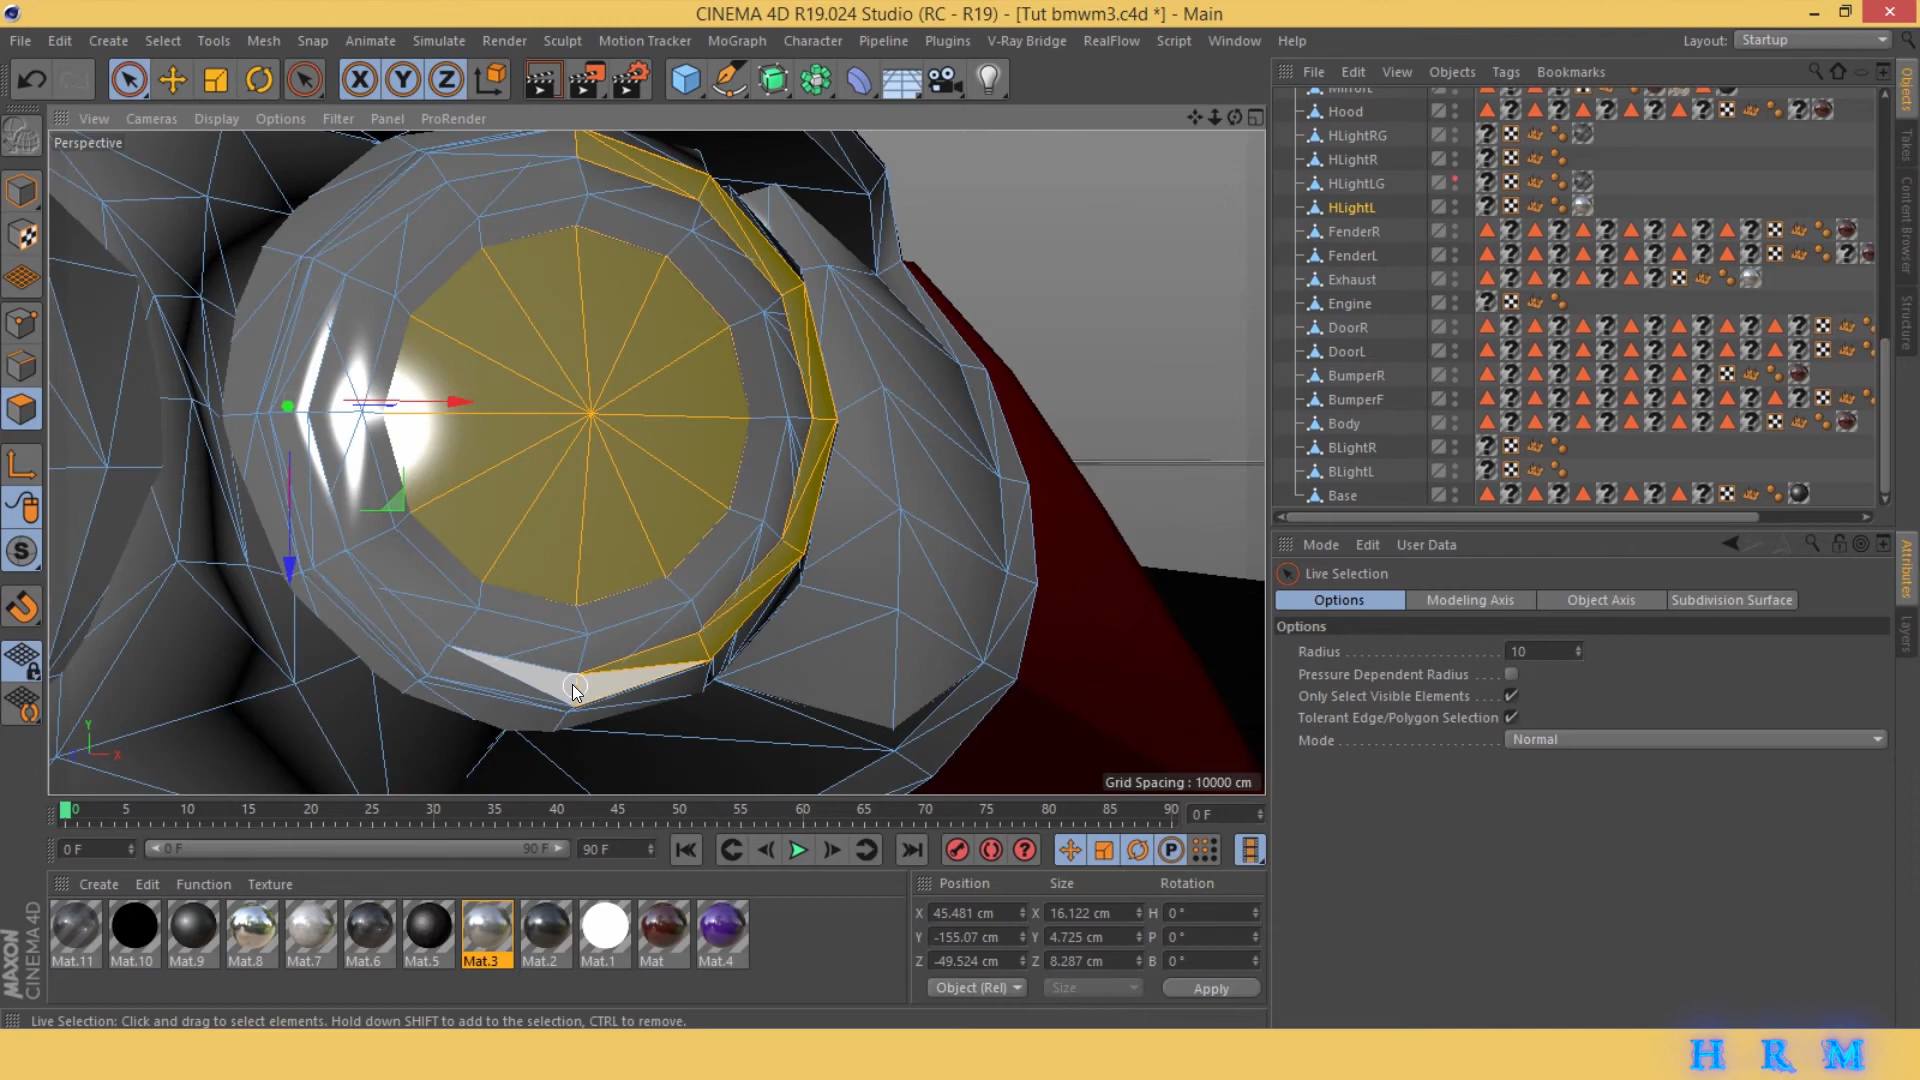 CINEMA 4D R19.024 Studio (RC - R19) - [Tut bmwm3.c4d *] - Main
File Edit Create Select Tools Mesh Snap Animate Simulate Render Sculpt Motion Tracker MoGraph Character Pipeline Plugins V-Ray Bridge RealFlow Script Window Help Layout: Startup
File Edit View Objects Tags Bookmarks
View Cameras Display Options Filter Panel ProRender
Perspective
Hood
HLightRG
HLightR
HLightLG
HLightL
FenderR
FenderL
Exhaust
Engine
DoorR
DoorL
BumperR
BumperF
Body
BLightR
BLightL
Base
Objects
Takes
Content Browser
Structure
Mode Edit User Data
Live Selection
Options Modeling Axis Object Axis Subdivision Surface
Options
Radius 10
Pressure Dependent Radius
Only Select Visible Elements
Tolerant Edge/Polygon Selection
Mode Normal
Attributes
Layers
Y
X
Grid Spacing : 10000 cm
0 5 10 15 20 25 30 35 40 45 50 55 60 65 70 75 80 85 90 0 F
0 F 0 F 90 F 90 F
Create Edit Function Texture
Mat.11 Mat.10 Mat.9 Mat.8 Mat.7 Mat.6 Mat.5 Mat.3 Mat.2 Mat.1 Mat Mat.4
Position Size Rotation
X 45.481 cm X 16.122 cm H 0 °
Y -155.07 cm Y 4.725 cm P 0 °
Z -49.524 cm Z 8.287 cm B 0 °
Object (Rel) Size Apply
MAXON CINEMA 4D
Live Selection: Click and drag to select elements. Hold down SHIFT to add to the selection, CTRL to remove.
H R M